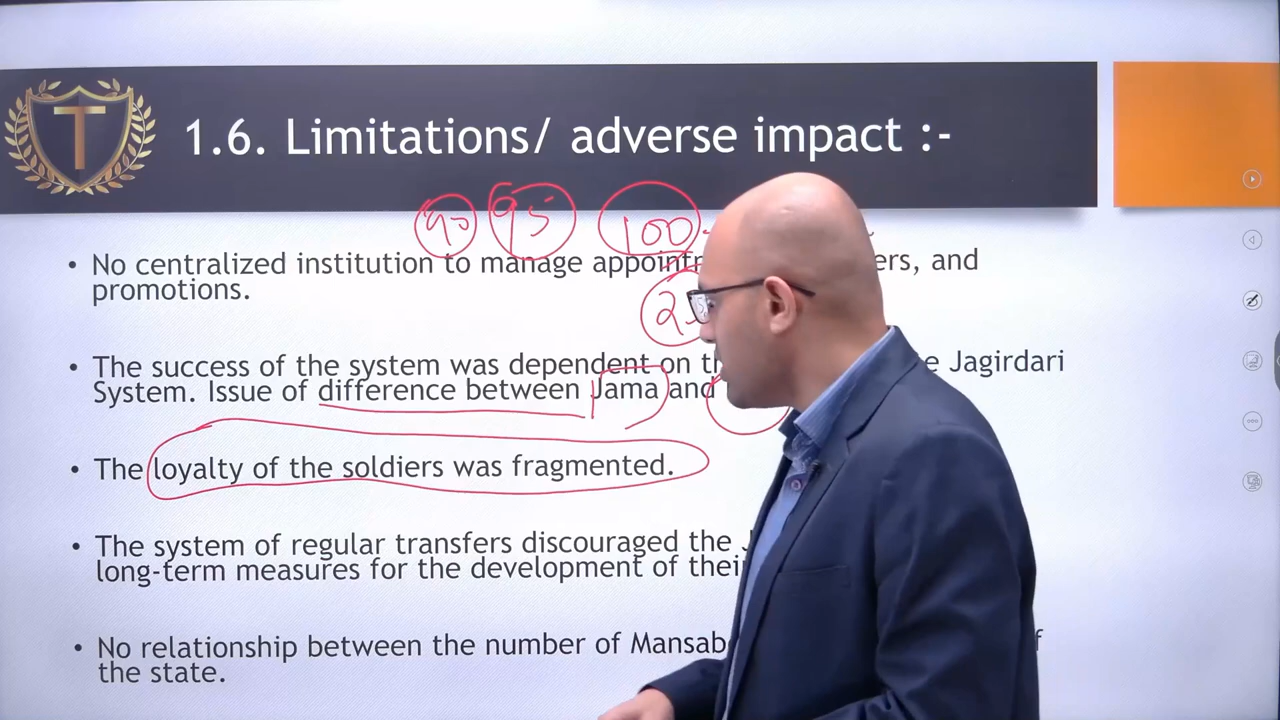 T
1.6. Limitations/ adverse impact :-
90 95 100
• No centralized institution to manage ers, and
promotions.
• The success of the system was dependent on e Jagirdari
System. Issue of difference between Jama and
• The loyalty of the soldiers was fragmented.
• The system of regular transfers discouraged the
long-term measures for the development of
• No relationship between the number of
the state.